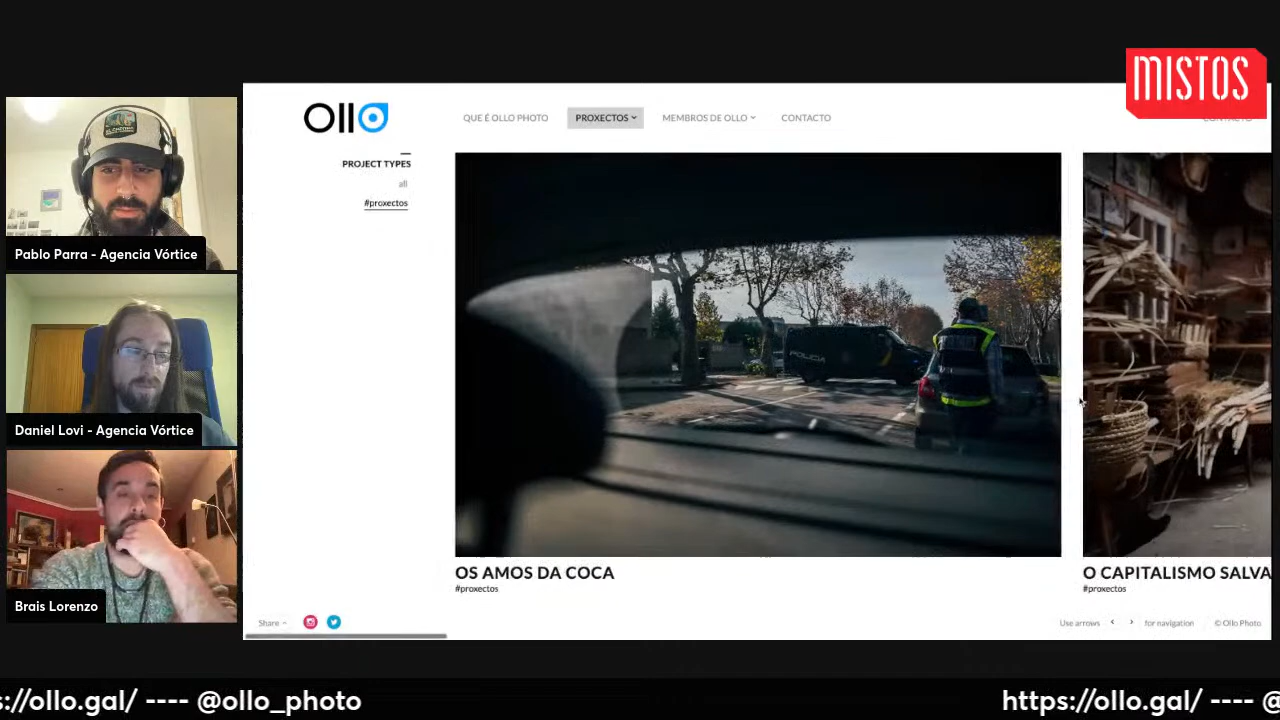 MISTOS
Ollo
QUE É OLLO PHOTO
PROXECTOS
MEMBROS DE OLLO
CONTACTO
PROJECT TYPES
all
#proxectos
POLICIA
Pablo Parra - Agencia Vórtice
Daniel Lovi - Agencia Vórtice
Brais Lorenzo
OS AMOS DA COCA
#proxectos
O CAPITALISMO SALVA
#proxectos
Share
Use arrows < > for navigation
© Ollo Photo.
s://ollo.gal/ ---- @ollo_photo
https://ollo.gal/ ---- @